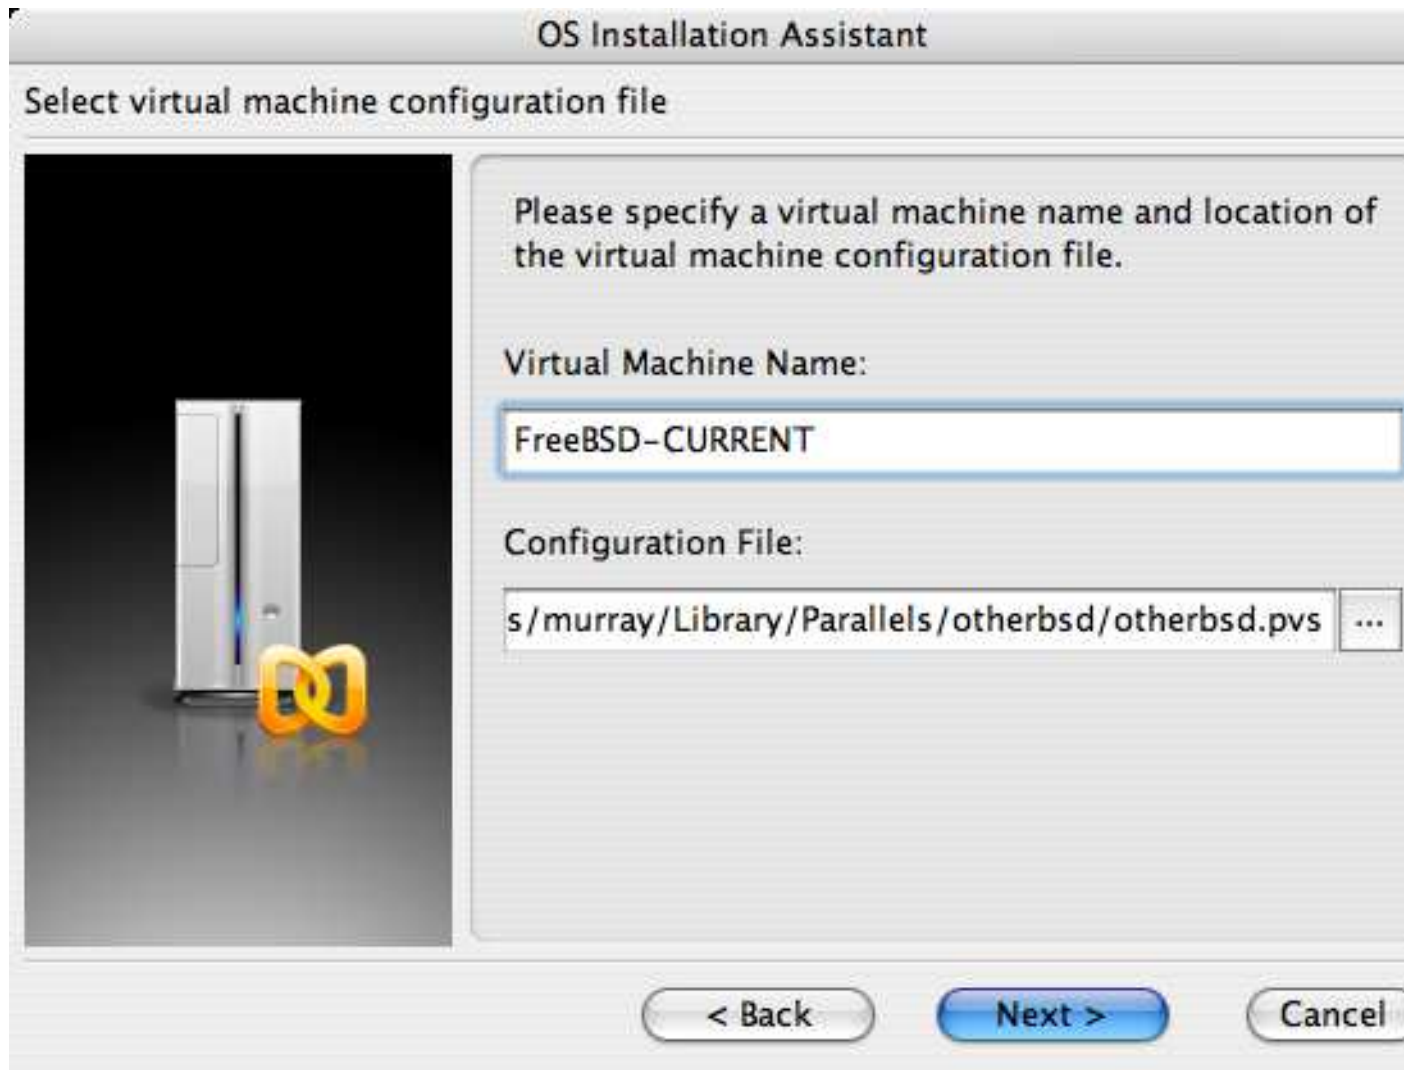 OS Installation Assistant
Select virtual machine configuration file
Please specify a virtual machine name and location of
the virtual machine configuration file.
Virtual Machine Name:
FreeBSD-CURRENT
Configuration File:
s/murray/Library/Parallels/otherbsd/otherbsd.pvs ...
< Back Next > Cancel